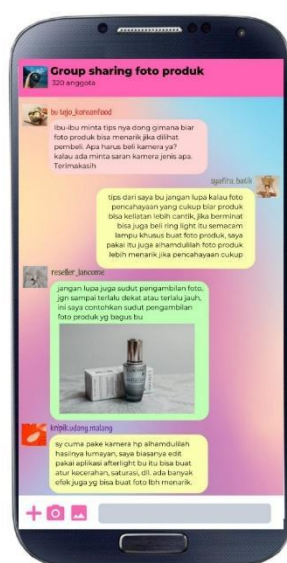 Group sharing foto produk
320 anggota
bu tejo_koreanfood
Ibu-ibu minta tips nya dong gimana biar
foto produk bisa menarik jika dilihat
pembeli. Apa harus beli kamera ya?
kalau ada minta saran kamera jenis apa.
Terimakasih
syafira_batik
tips dari saya bu jangan lupa kalau foto
pencahayaan yang cukup biar produk
bisa keliatan lebih cantik, jika berminat
bisa juga beli ring light itu semacam
lampu khusus buat foto produk, saya
pakai itu juga alhamdulilah foto produk
lebih menarik jika pencahayaan cukup
reseller_lancome
jangan lupa juga sudut pengambilan foto,
jgn sampai terlalu dekat atau terlalu jauh,
ini saya contohkan sudut pengambilan
foto produk yg bagus bu
kripik.udang.malang
sy cuma pake kamera hp alhamdulilah
hasilnya lumayan, saya biasanya edit
pakai aplikasi afterlight bu itu bisa buat
atur kecerahan, saturasi, dll. ada banyak
efek juga yg bisa buat foto lbh menarik.